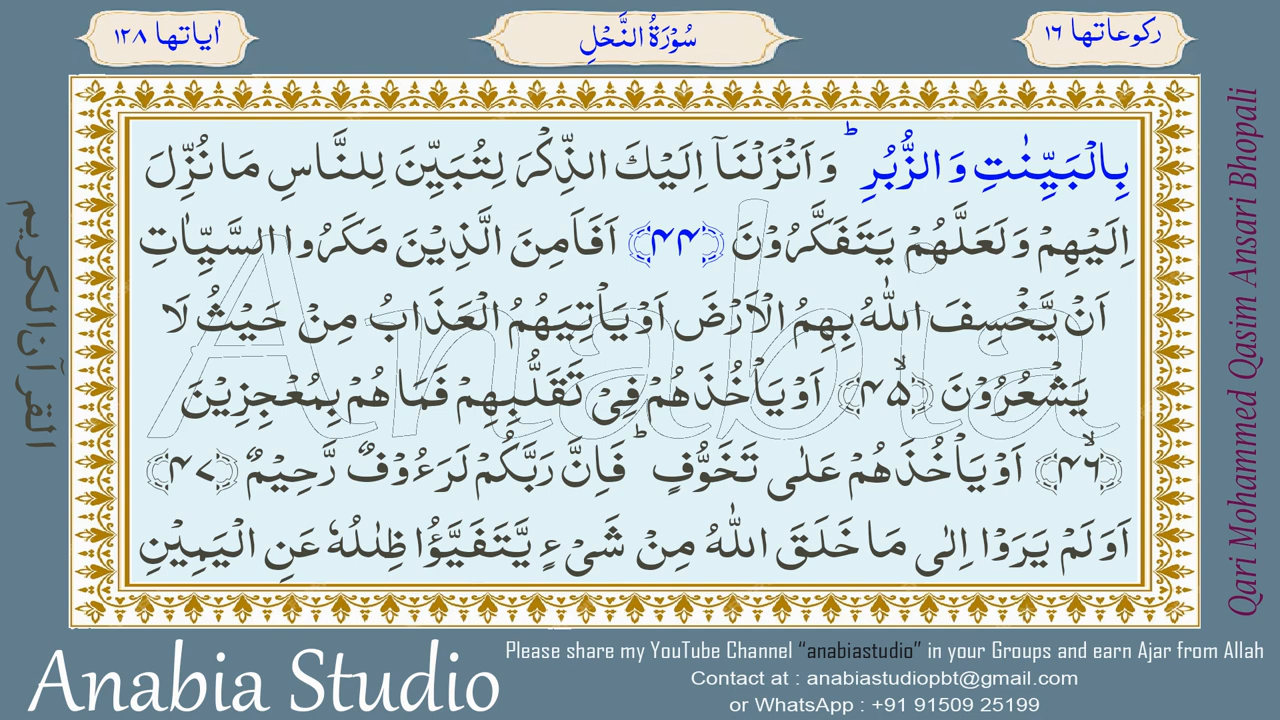 اٰیاتها ١٢٨
سُوْرَةُ النَّحْلِ
رکوعاتها ١٦
بِالْبَیِّنٰتِ وَ الزُّبُرِ ؕ وَ اَنْزَلْنَاۤ اِلَیْكَ الذِّكْرَ لِتُبَیِّنَ لِلنَّاسِ مَا نُزِّلَ
اِلَیْهِمْ وَ لَعَلَّهُمْ یَتَفَكَّرُوْنَ ﴿۴۴﴾ اَفَاَمِنَ الَّذِیْنَ مَكَرُوا السَّیِّاٰتِ
اَنْ یَّخْسِفَ اللّٰهُ بِهِمُ الْاَرْضَ اَوْ یَاْتِیَهُمُ الْعَذَابُ مِنْ حَیْثُ لَا
یَشْعُرُوْنَ ﴿ۙ۴۵﴾ اَوْ یَاْخُذَهُمْ فِیْ تَقَلُّبِهِمْ فَمَا هُمْ بِمُعْجِزِیْنَ
﴿ۙ۴۶﴾ اَوْ یَاْخُذَهُمْ عَلٰی تَخَوُّفٍ ؕ فَاِنَّ رَبَّكُمْ لَرَءُوْفٌ رَّحِیْمٌ ﴿۴۷﴾
اَوَ لَمْ یَرَوْا اِلٰی مَا خَلَقَ اللّٰهُ مِنْ شَیْءٍ یَّتَفَیَّؤُا ظِلٰلُهٗ عَنِ الْیَمِیْنِ
Anabia
القرآن الكريم
Qari Mohammed Qasim Ansari Bhopali
Anabia Studio
Please share my YouTube Channel “anabiastudio” in your Groups and earn Ajar from Allah
Contact at : anabiastudiopbt@gmail.com
or WhatsApp : +91 91509 25199